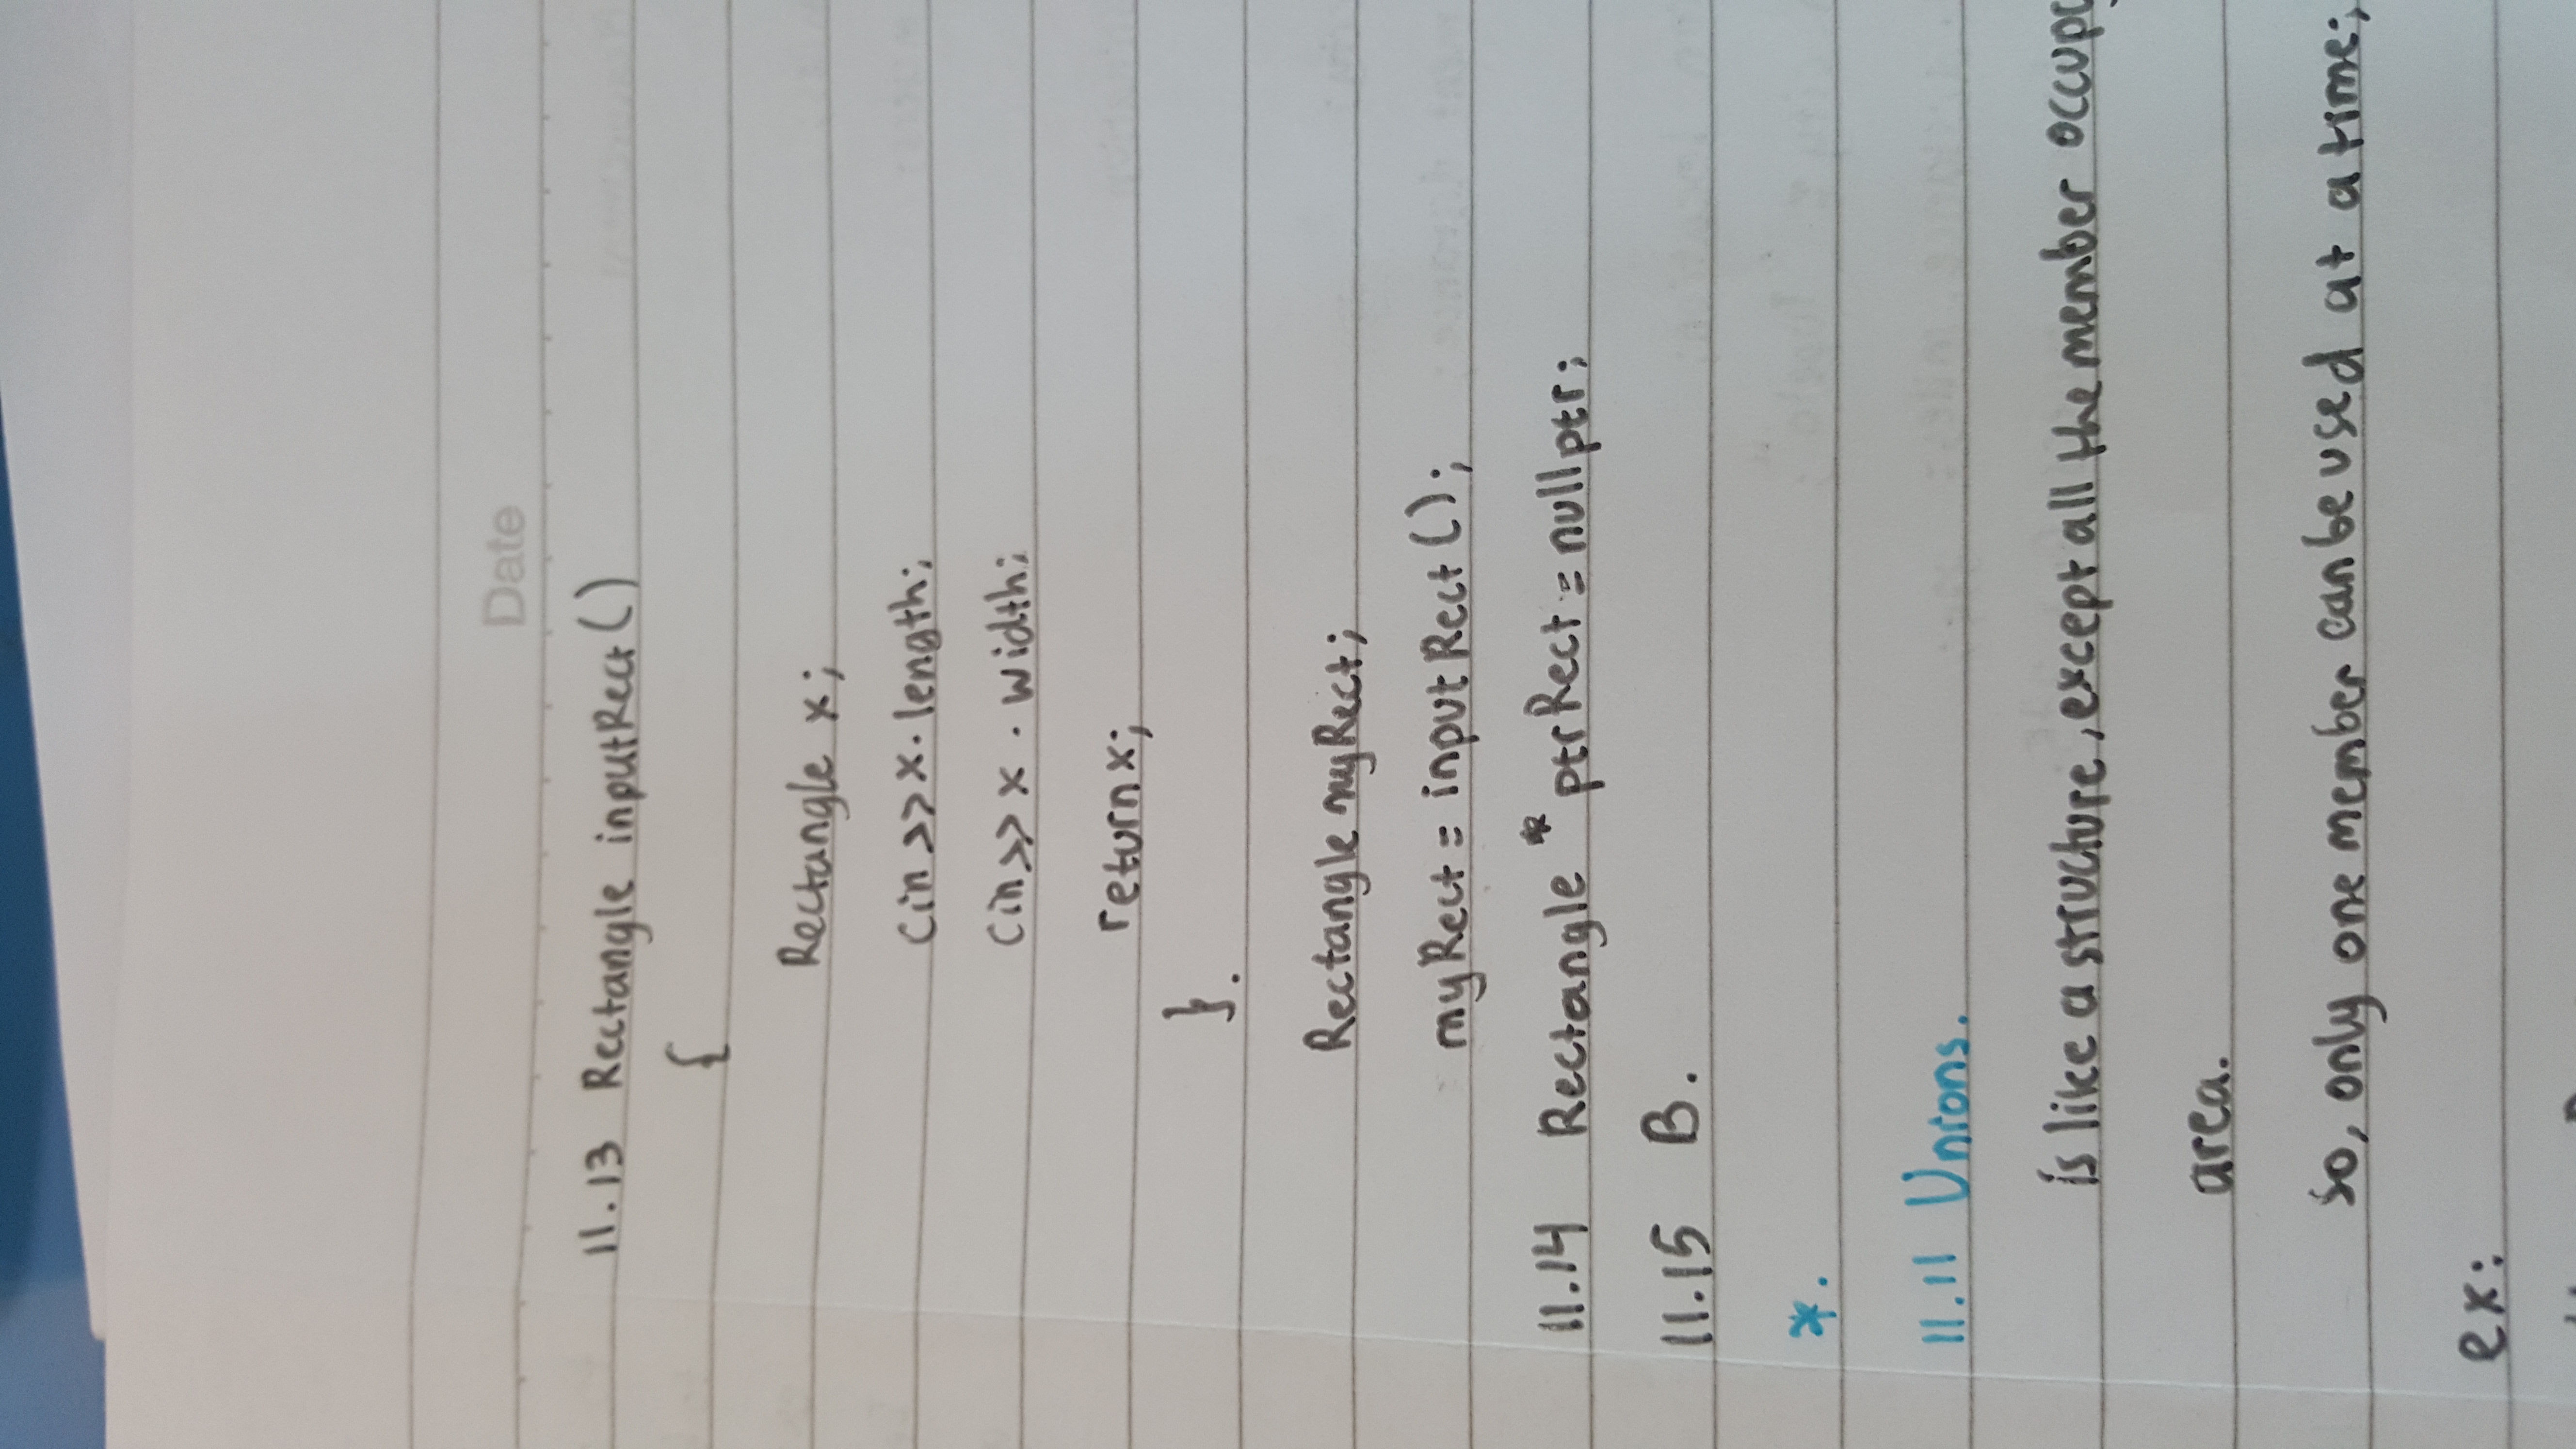 Date
11.13 Rectangle inputRect()
{
Rectangle x;
Cin >> x. length;
Cin >> x . width;
return x;
}.
Rectangle myRect;
myRect = inputRect();
11.14 Rectangle * ptrRect = nullptr;
11.15 B.
*.
11.11 Unions.
is like a structure, except all the member occupy
area.
so, only one member can be used at a time;
ex: